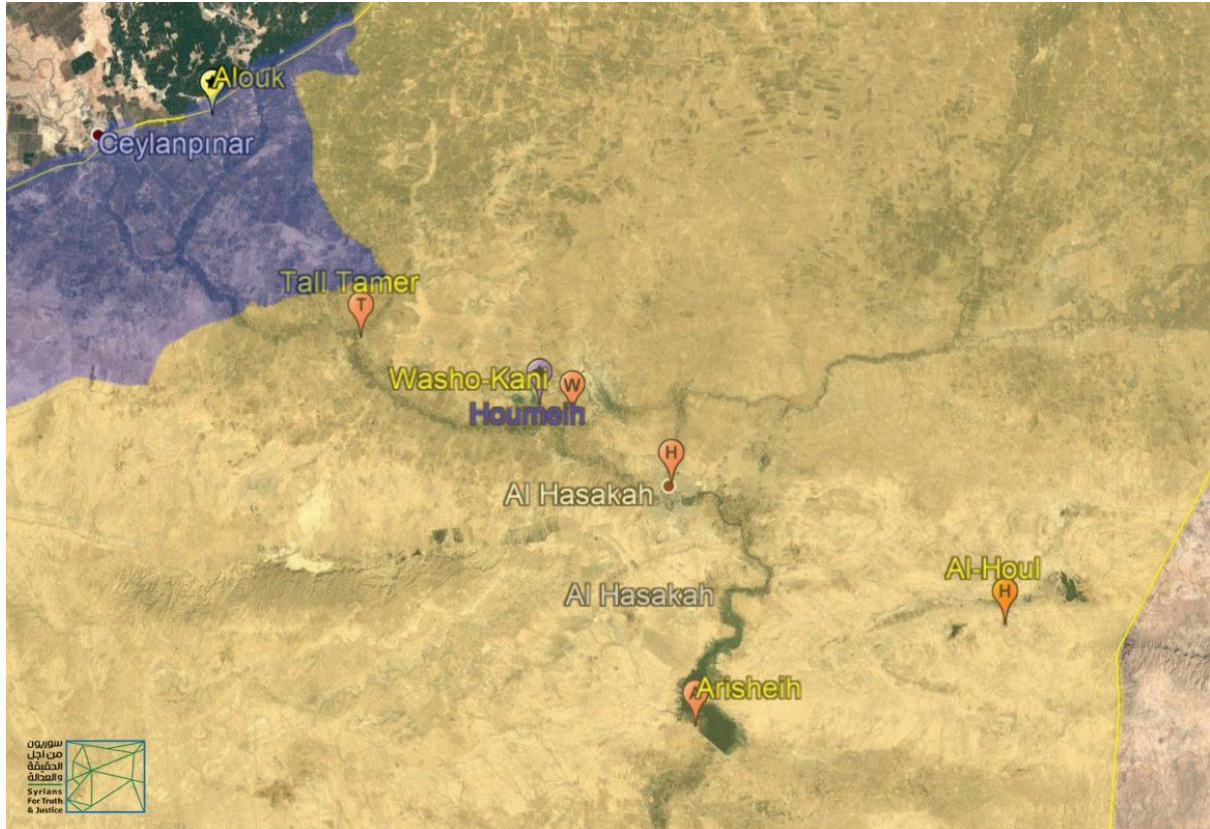 Alouk
Ceylanpınar
Tall Tamer
T
Washo-Kani
W
Houmeih
H
Al Hasakah
Al Hasakah
Al-Houl
H
Arisheih
A
سوريون
من أجل
الحقيقة
والعدالة
Syrians
For Truth
& Justice